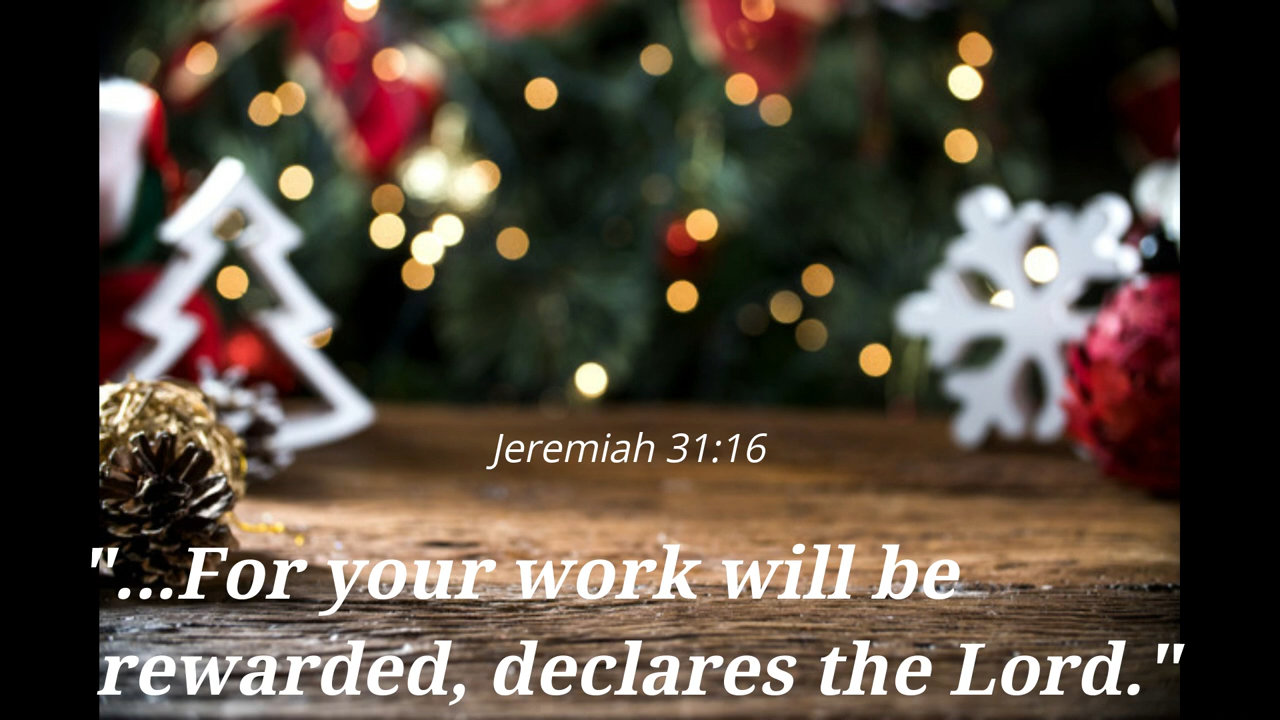 Jeremiah 31:16
"...For your work will be
rewarded, declares the Lord."